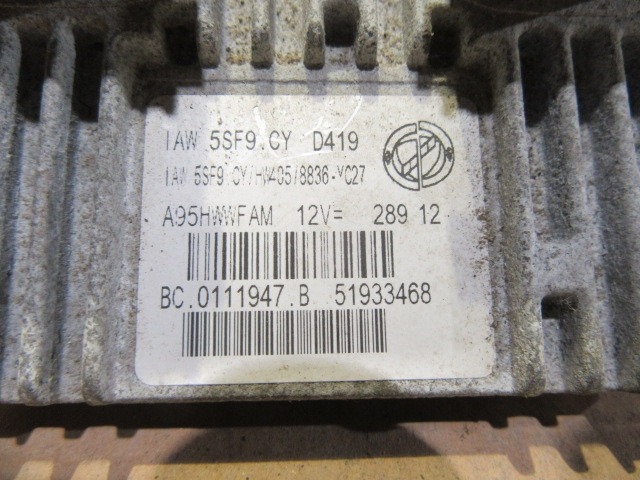 IAW 5SF9.CY D419
IAW 5SF9.CY/HW405/8836-YC27
A95HWWFAM 12V= 289 12
BC.0111947.B 51933468